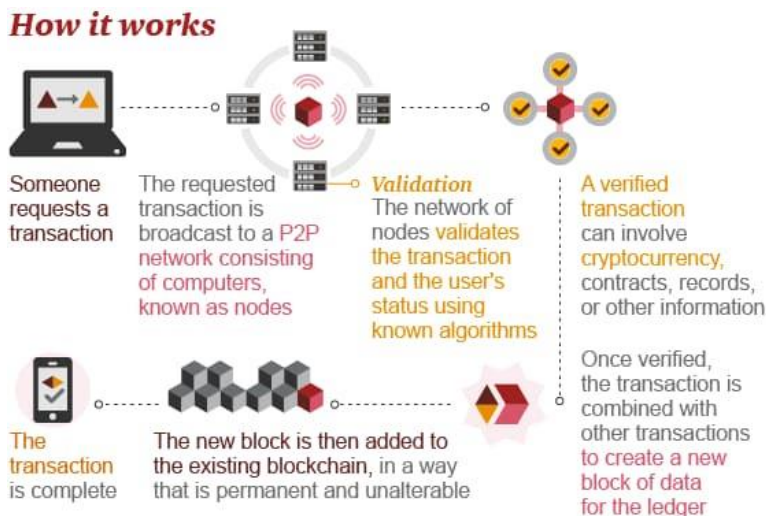 How it works
Someone
requests a
transaction
The requested
transaction is
broadcast to a P2P
network consisting
of computers,
known as nodes
Validation
The network of
nodes validates
the transaction
and the user's
status using
known algorithms
A verified
transaction
can involve
cryptocurrency,
contracts, records,
or other information
Once verified,
the transaction is
combined with
other transactions
to create a new
block of data
for the ledger
The new block is then added to
the existing blockchain, in a way
that is permanent and unalterable
The
transaction
is complete